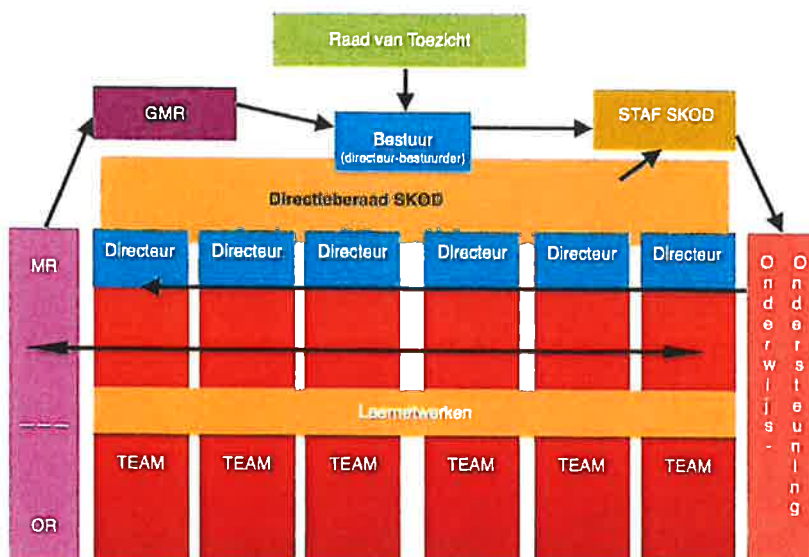 Raad van Toezicht
GMR
Bestuur
(directeur-bestuurder)
STAF SKOD
Directieberaad SKOD
MR
Directeur
Directeur
Directeur
Directeur
Directeur
Directeur
Onderwijs-
Ondersteuning
Leernetwerken
TEAM
TEAM
TEAM
TEAM
TEAM
TEAM
OR